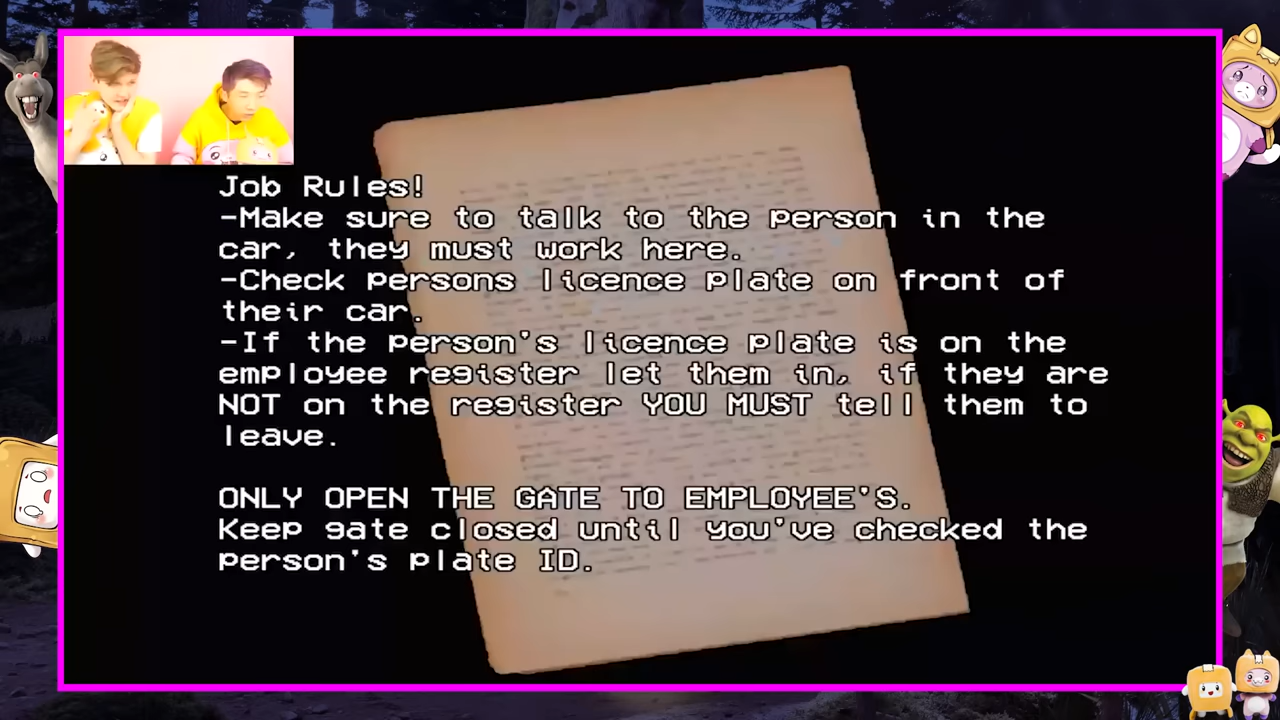 Job Rules!
-Make sure to talk to the person in the
car, they must work here.
-Check persons licence plate on front of
their car.
-If the person's licence plate is on the
employee register let them in, if they are
NOT on the register YOU MUST tell them to
leave.
ONLY OPEN THE GATE TO EMPLOYEE'S.
Keep gate closed until you've checked the
person's plate ID.